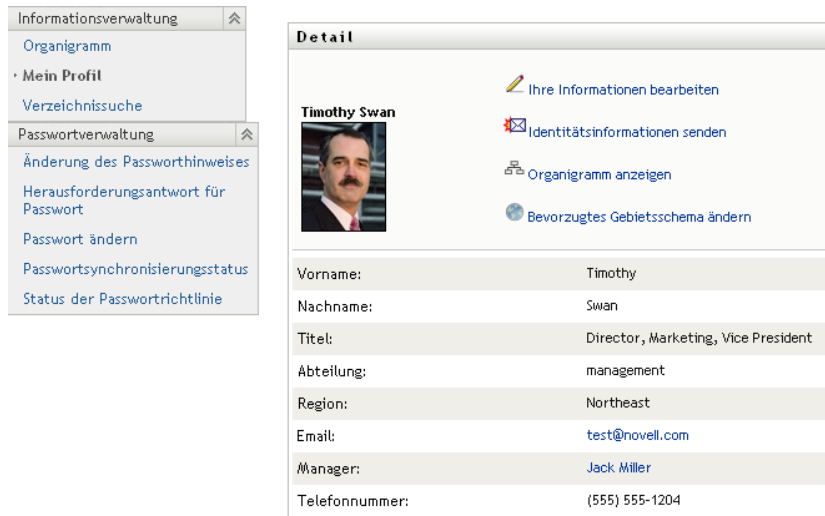 Informationsverwaltung
Organigramm
Mein Profil
Verzeichnissuche
Passwortverwaltung
Änderung des Passworthinweises
Herausforderungsantwort für
Passwort
Passwort ändern
Passwortsynchronisierungsstatus
Status der Passwortrichtlinie
Detail
Timothy Swan
Ihre Informationen bearbeiten
Identitätsinformationen senden
Organigramm anzeigen
Bevorzugtes Gebietsschema ändern
Vorname: Timothy
Nachname: Swan
Titel: Director, Marketing, Vice President
Abteilung: management
Region: Northeast
Email: test@novell.com
Manager: Jack Miller
Telefonnummer: (555) 555-1204